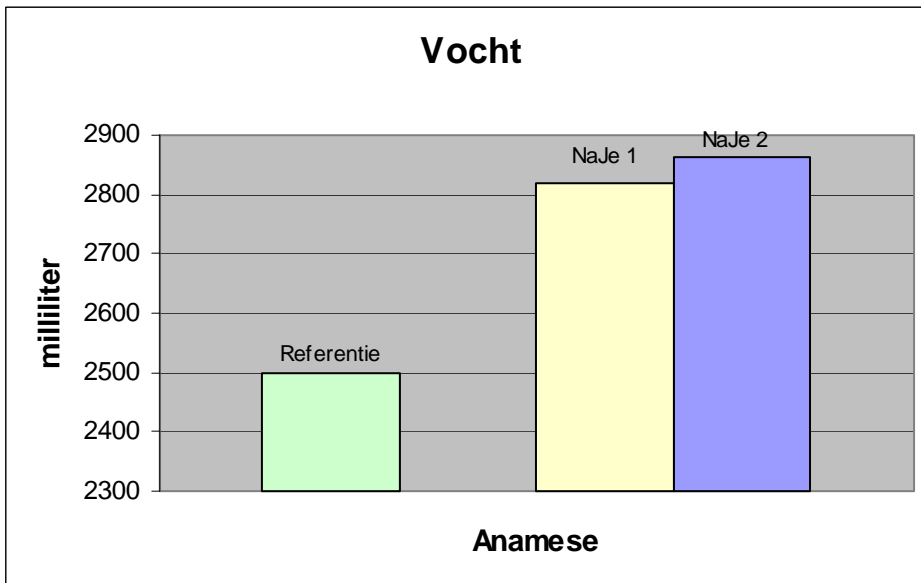 Vocht
milliliter
2900
2800
2700
2600
2500
2400
2300
Referentie
NaJe 1
NaJe 2
Anamese